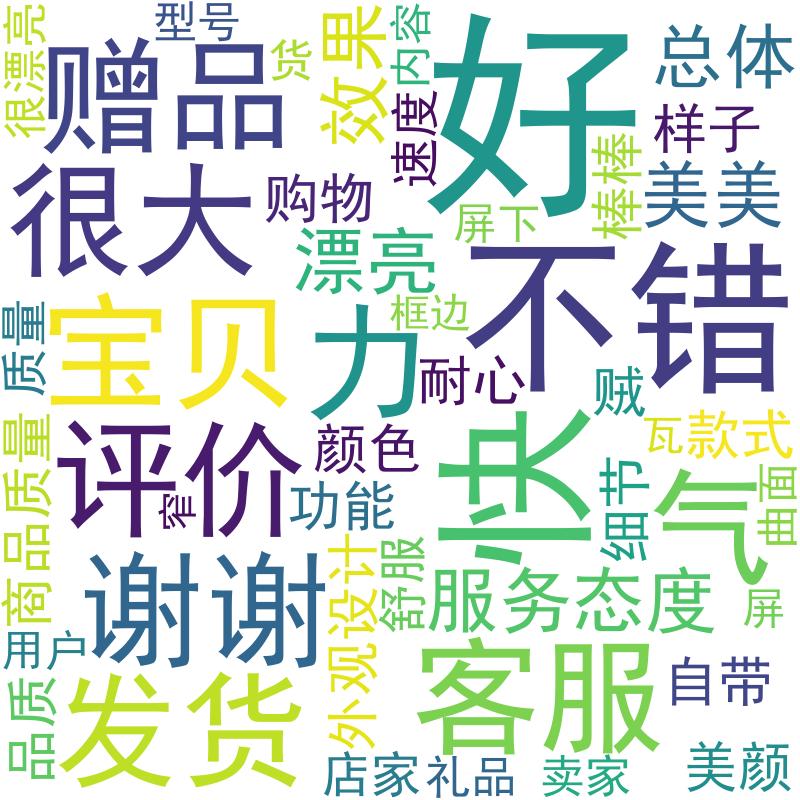 很漂亮
型号
赠品
货
效果
内容
速度
好
总体
样子
棒棒
美美
很大
购物
漂亮
屏下
不错
质量
宝贝
力
框边
耐心
贼
瓦
款式
评价
颜色
窄
功能
快
细节
气
曲面
商品质量
谢谢
外观设计
舒服
服务态度
屏
用户
品质
发货
客服
自带
店家
礼品
卖家
美颜